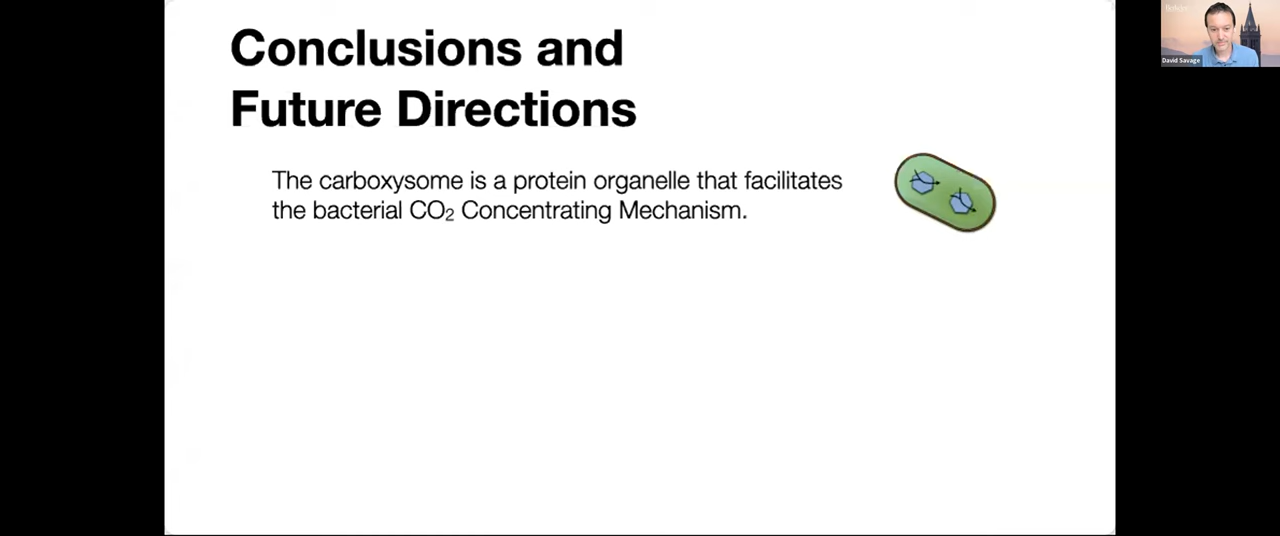 Conclusions and
Future Directions
The carboxysome is a protein organelle that facilitates
the bacterial CO₂ Concentrating Mechanism.
David Savage